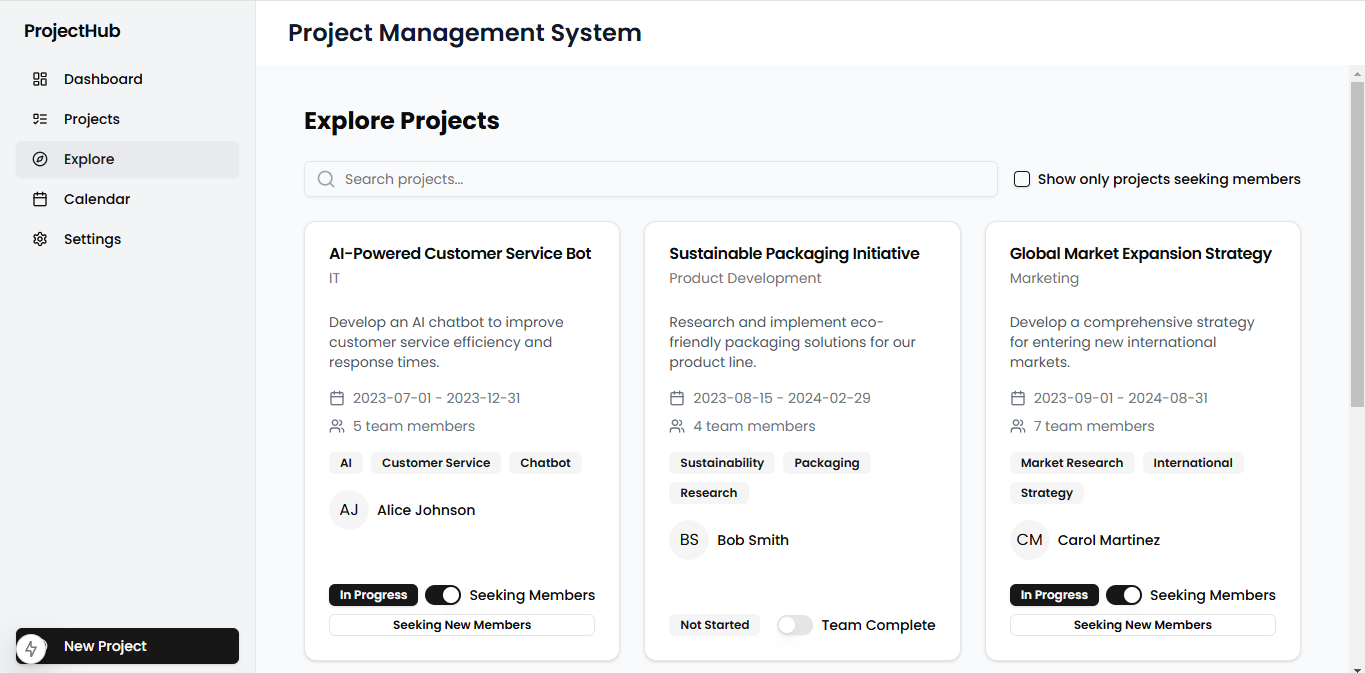 ProjectHub
Dashboard
Projects
Explore
Calendar
Settings
New Project
Project Management System
Explore Projects
Search projects...
Show only projects seeking members
AI-Powered Customer Service Bot
IT
Develop an AI chatbot to improve
customer service efficiency and
response times.
2023-07-01 - 2023-12-31
5 team members
AI Customer Service Chatbot
AJ Alice Johnson
In Progress Seeking Members
Seeking New Members
Sustainable Packaging Initiative
Product Development
Research and implement eco-
friendly packaging solutions for our
product line.
2023-08-15 - 2024-02-29
4 team members
Sustainability Packaging
Research
BS Bob Smith
Not Started Team Complete
Global Market Expansion Strategy
Marketing
Develop a comprehensive strategy
for entering new international
markets.
2023-09-01 - 2024-08-31
7 team members
Market Research International
Strategy
CM Carol Martinez
In Progress Seeking Members
Seeking New Members